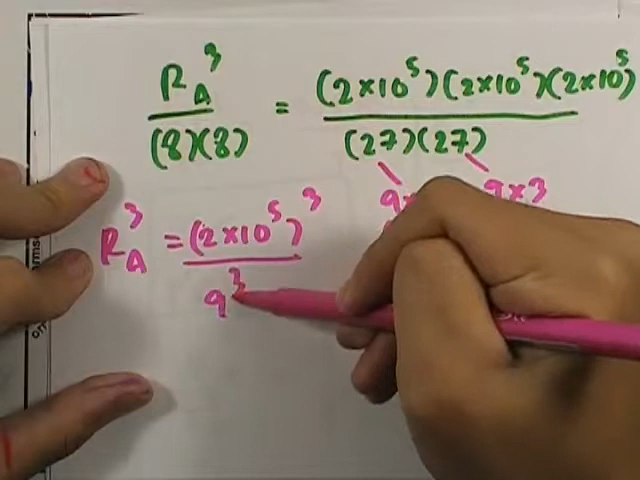 R_A^3 / (8)(8) = (2×10^5)(2×10^5)(2×10^5) / (27)(27)
9× 9×3
R_A^3 = (2×10^5)^3 / 9^3